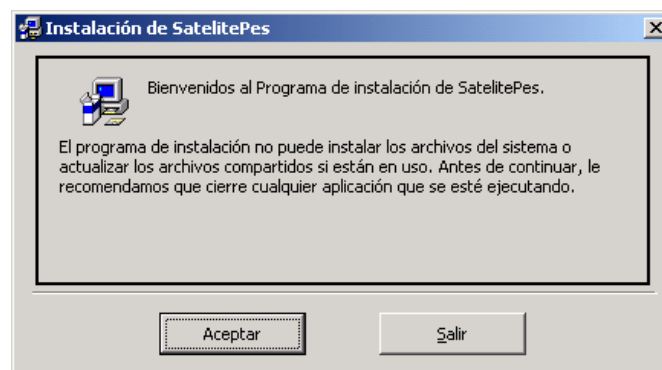 Instalación de SatelitePes
Bienvenidos al Programa de instalación de SatelitePes.
El programa de instalación no puede instalar los archivos del sistema o
actualizar los archivos compartidos si están en uso. Antes de continuar, le
recomendamos que cierre cualquier aplicación que se esté ejecutando.
Aceptar
Salir